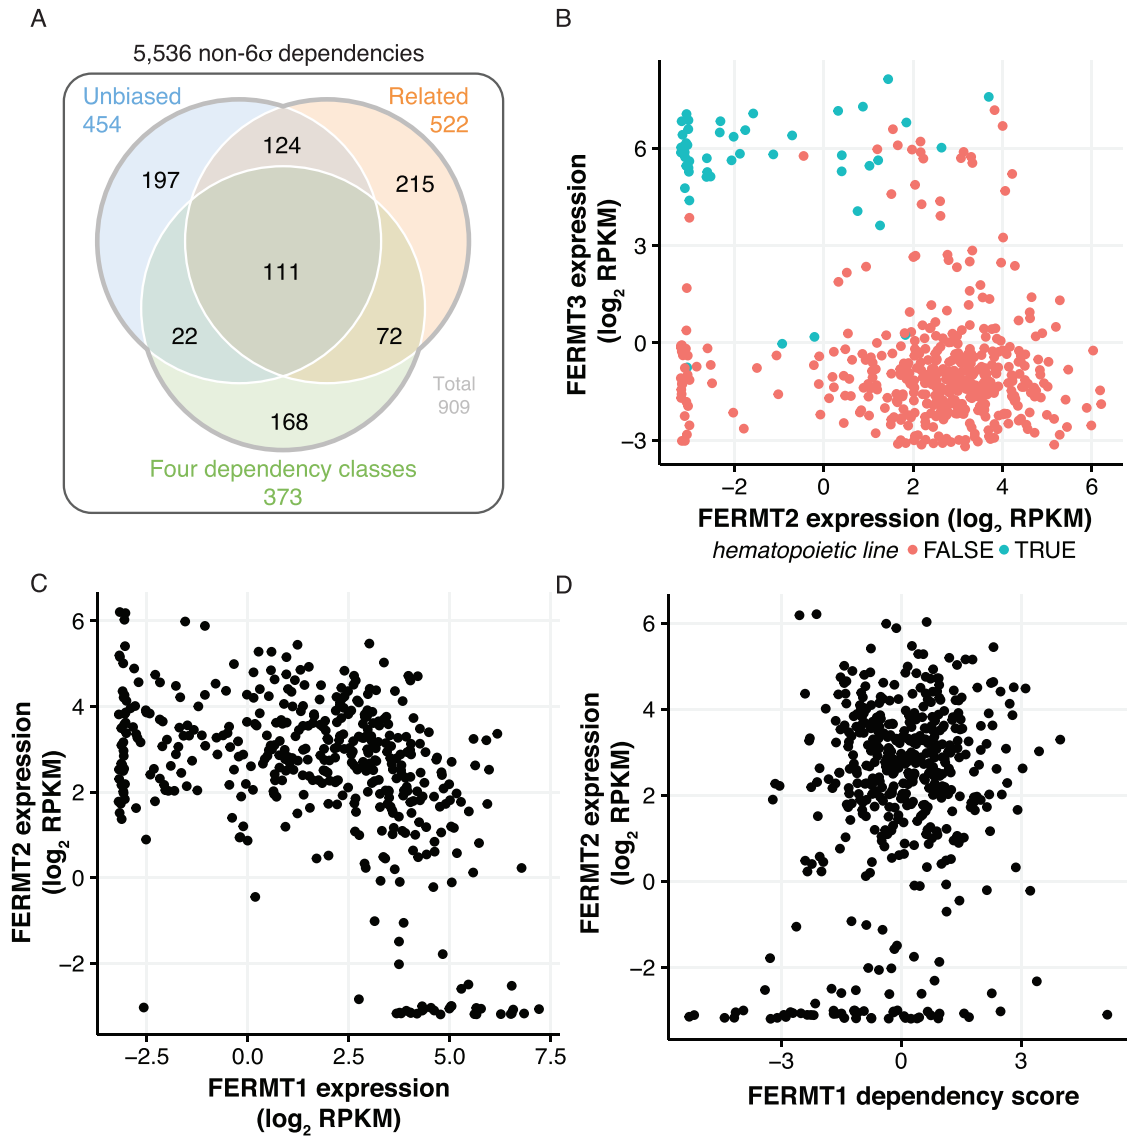 A
5,536 non-6σ dependencies
Unbiased
454
Related
522
124
197
215
111
22
72
168
Total
909
Four dependency classes
373
B
FERMT3 expression
(log2 RPKM)
6
3
0
−3
−2
0
2
4
6
FERMT2 expression (log2 RPKM)
hematopoietic line FALSE TRUE
C
FERMT2 expression
(log2 RPKM)
6
4
2
0
−2
−2.5
0.0
2.5
5.0
7.5
FERMT1 expression
(log2 RPKM)
D
FERMT2 expression
(log2 RPKM)
6
4
2
0
−2
−3
0
3
FERMT1 dependency score